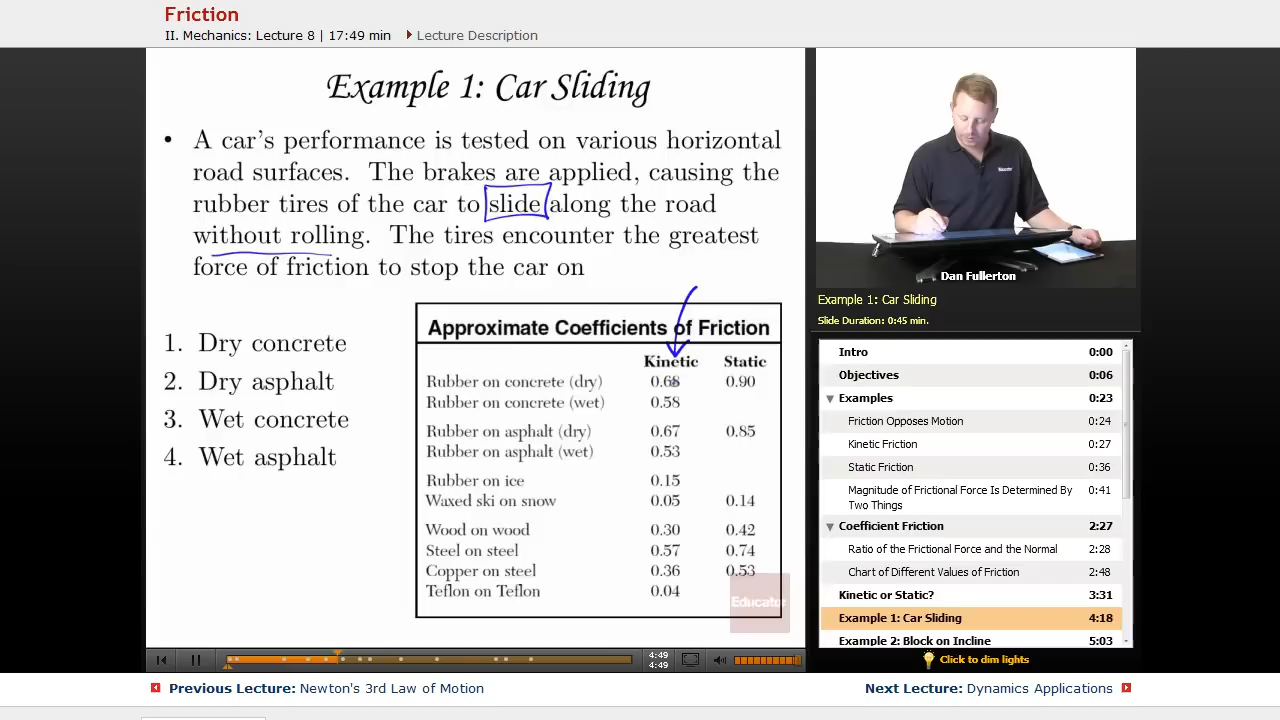 Friction
II. Mechanics: Lecture 8 | 17:49 min Lecture Description
Example 1: Car Sliding
• A car's performance is tested on various horizontal
road surfaces. The brakes are applied, causing the
rubber tires of the car to slide along the road
without rolling. The tires encounter the greatest
force of friction to stop the car on
1. Dry concrete
2. Dry asphalt
3. Wet concrete
4. Wet asphalt
Approximate Coefficients of Friction
Kinetic Static
Rubber on concrete (dry) 0.68 0.90
Rubber on concrete (wet) 0.58
Rubber on asphalt (dry) 0.67 0.85
Rubber on asphalt (wet) 0.53
Rubber on ice 0.15
Waxed ski on snow 0.05 0.14
Wood on wood 0.30 0.42
Steel on steel 0.57 0.74
Copper on steel 0.36 0.53
Teflon on Teflon 0.04
Educator
Educator
Dan Fullerton
Example 1: Car Sliding
Slide Duration: 0:45 min.
Intro 0:00
Objectives 0:06
Examples 0:23
Friction Opposes Motion 0:24
Kinetic Friction 0:27
Static Friction 0:36
Magnitude of Frictional Force Is Determined By 0:41
Two Things
Coefficient Friction 2:27
Ratio of the Frictional Force and the Normal 2:28
Chart of Different Values of Friction 2:48
Kinetic or Static? 3:31
Example 1: Car Sliding 4:18
Example 2: Block on Incline 5:03
4:49
4:49
Click to dim lights
Previous Lecture: Newton's 3rd Law of Motion
Next Lecture: Dynamics Applications